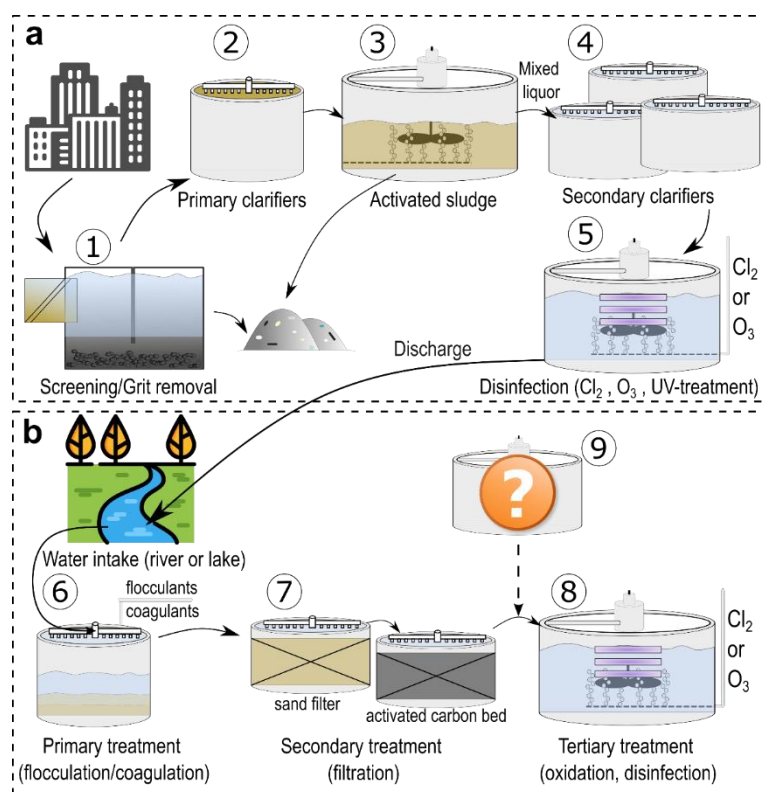 a
2
3
4
Mixed
liquor
Primary clarifiers
Activated sludge
Secondary clarifiers
1
5
Cl₂
or
O₃
Screening/Grit removal
Discharge
Disinfection (Cl₂ , O₃ , UV-treatment)
b
9
?
Water intake (river or lake)
6
flocculants
coagulants
7
8
Cl₂
or
O₃
sand filter
activated carbon bed
Primary treatment
(flocculation/coagulation)
Secondary treatment
(filtration)
Tertiary treatment
(oxidation, disinfection)